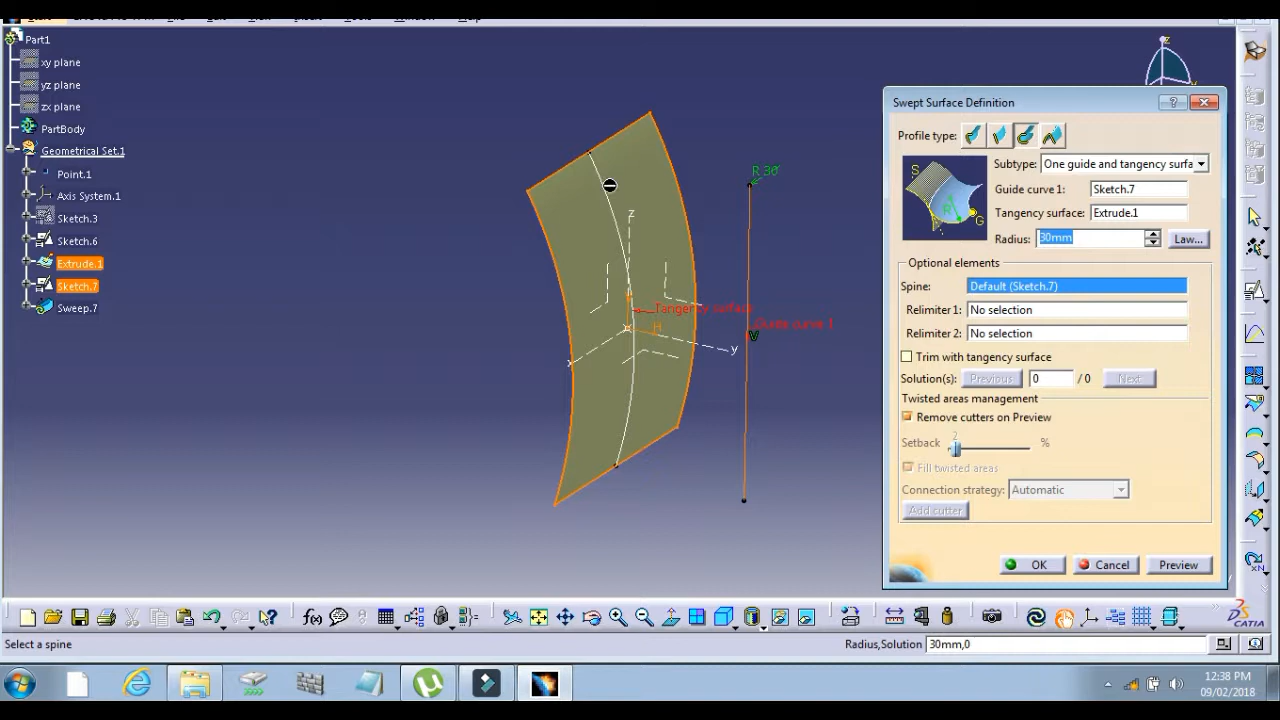 Part1
xy plane
yz plane
zx plane
PartBody
Geometrical Set.1
Point.1
Axis System.1
Sketch.3
Sketch.6
Extrude.1
Sketch.7
Sweep.7
z
R 30
z
Tangency surface
Guide curve 1
H
V
y
x
Swept Surface Definition
?
Profile type:
Subtype: One guide and tangency surfa
Guide curve 1: Sketch.7
Tangency surface: Extrude.1
Radius: 30mm Law...
S
R
G
Optional elements
Spine: Default (Sketch.7)
Relimiter 1: No selection
Relimiter 2: No selection
Trim with tangency surface
Solution(s): Previous 0 / 0 Next
Twisted areas management
Remove cutters on Preview
Setback 2 %
Fill twisted areas
Connection strategy: Automatic
Add cutter
OK Cancel Preview
f(x)
CATIA
Select a spine
Radius,Solution 30mm,0
12:38 PM
09/02/2018